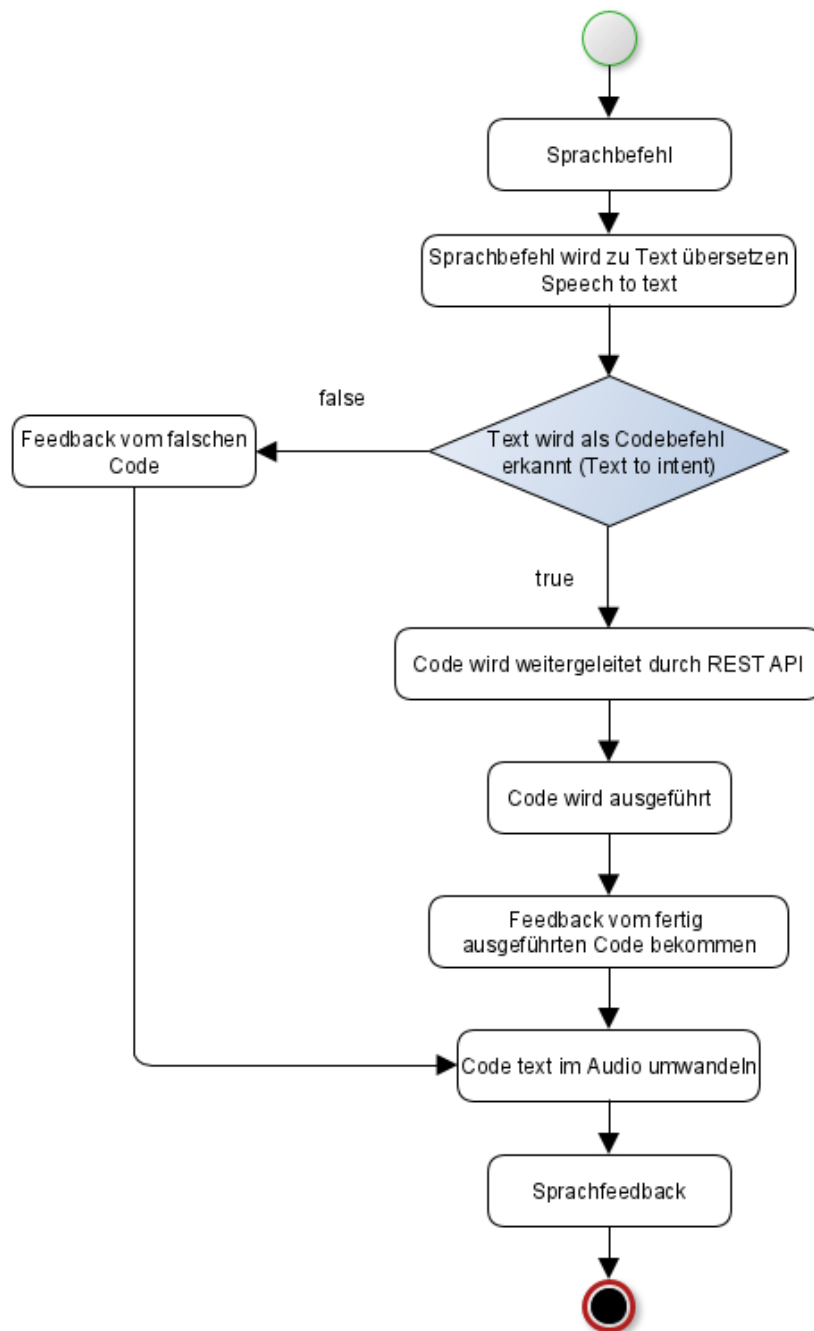 Sprachbefehl
Sprachbefehl wird zu Text übersetzen
Speech to text
false
Text wird als Codebefehl
erkannt (Text to intent)
Feedback vom falschen
Code
true
Code wird weitergeleitet durch REST API
Code wird ausgeführt
Feedback vom fertig
ausgeführten Code bekommen
Code text im Audio umwandeln
Sprachfeedback